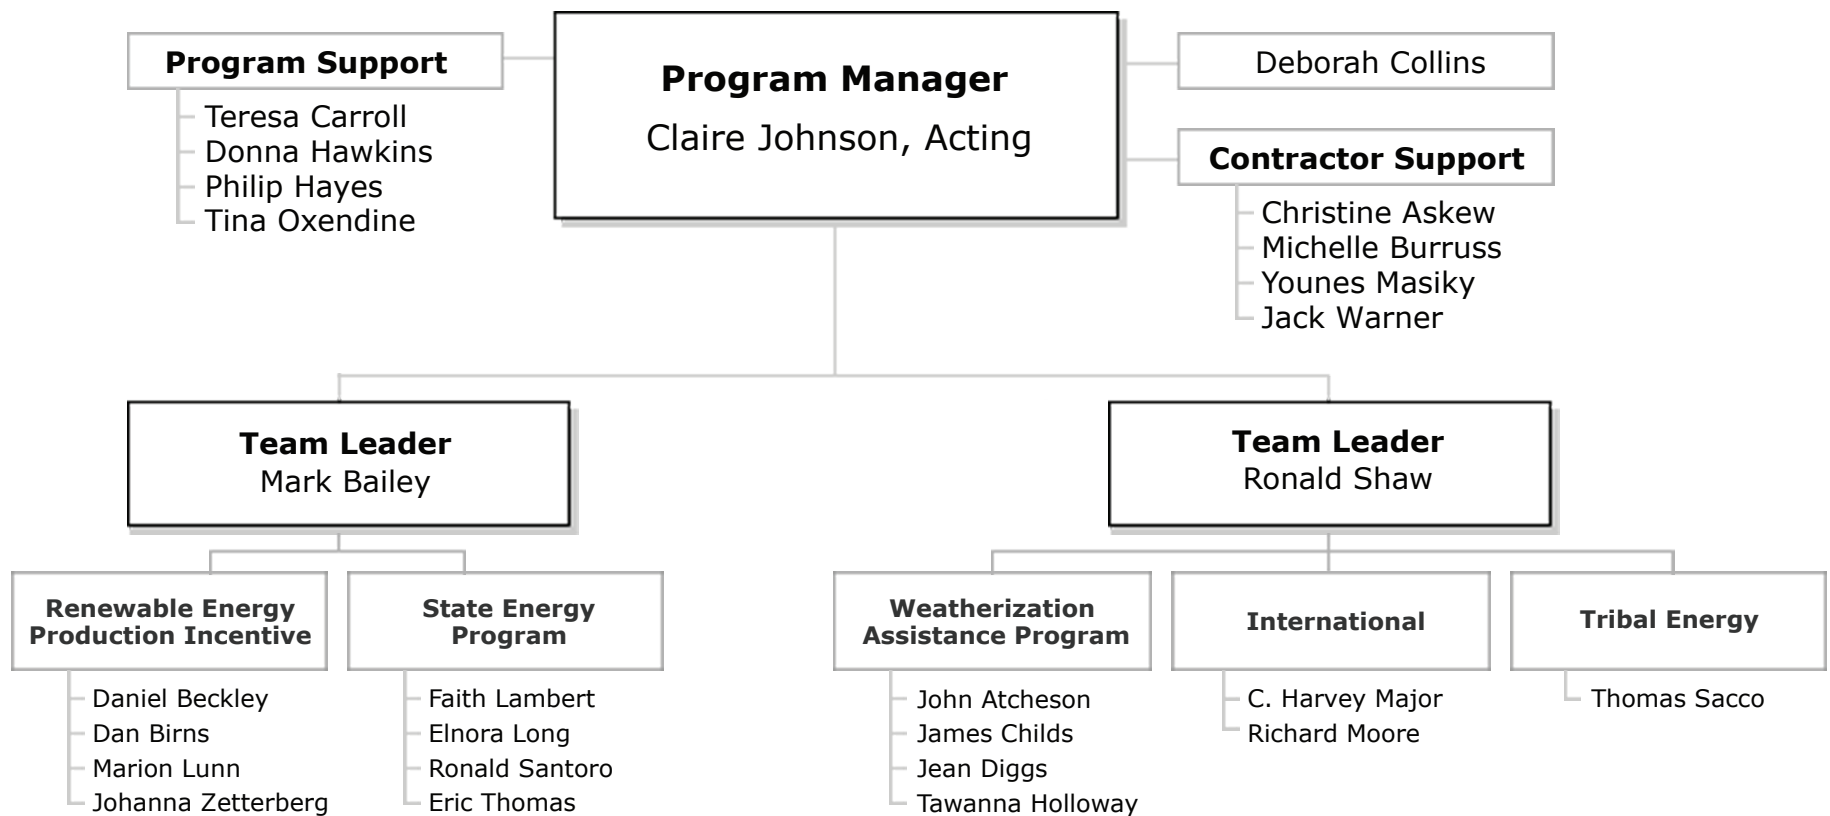 Program Support
Teresa Carroll
Donna Hawkins
Philip Hayes
Tina Oxendine
Program Manager
Claire Johnson, Acting
Deborah Collins
Contractor Support
Christine Askew
Michelle Burruss
Younes Masiky
Jack Warner
Team Leader
Mark Bailey
Team Leader
Ronald Shaw
Renewable Energy
Production Incentive
Daniel Beckley
Dan Birns
Marion Lunn
Johanna Zetterberg
State Energy
Program
Faith Lambert
Elnora Long
Ronald Santoro
Eric Thomas
Weatherization
Assistance Program
John Atcheson
James Childs
Jean Diggs
Tawanna Holloway
International
C. Harvey Major
Richard Moore
Tribal Energy
Thomas Sacco